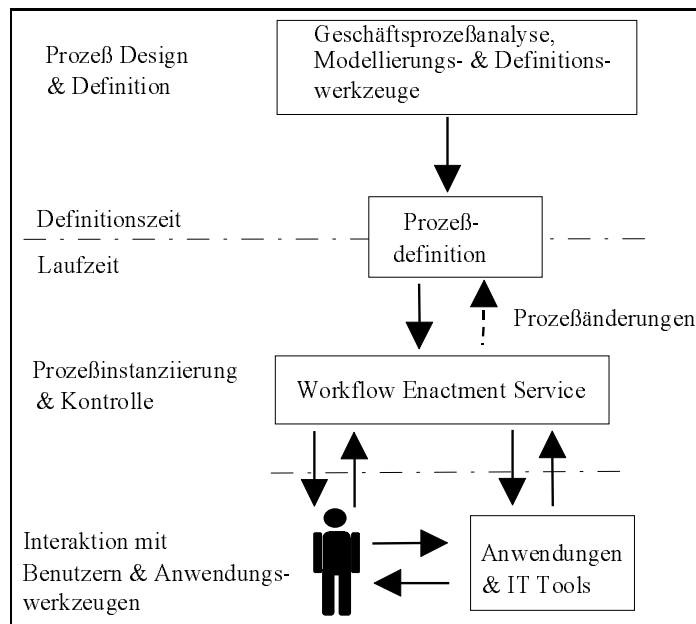 Prozeß Design
& Definition
Geschäftsprozeßanalyse,
Modellierungs- & Definitions-
werkzeuge
Definitionszeit
Laufzeit
Prozeß-
definition
Prozeßänderungen
Prozeßinstanziierung
& Kontrolle
Workflow Enactment Service
Interaktion mit
Benutzern & Anwendungs-
werkzeugen
Anwendungen
& IT Tools